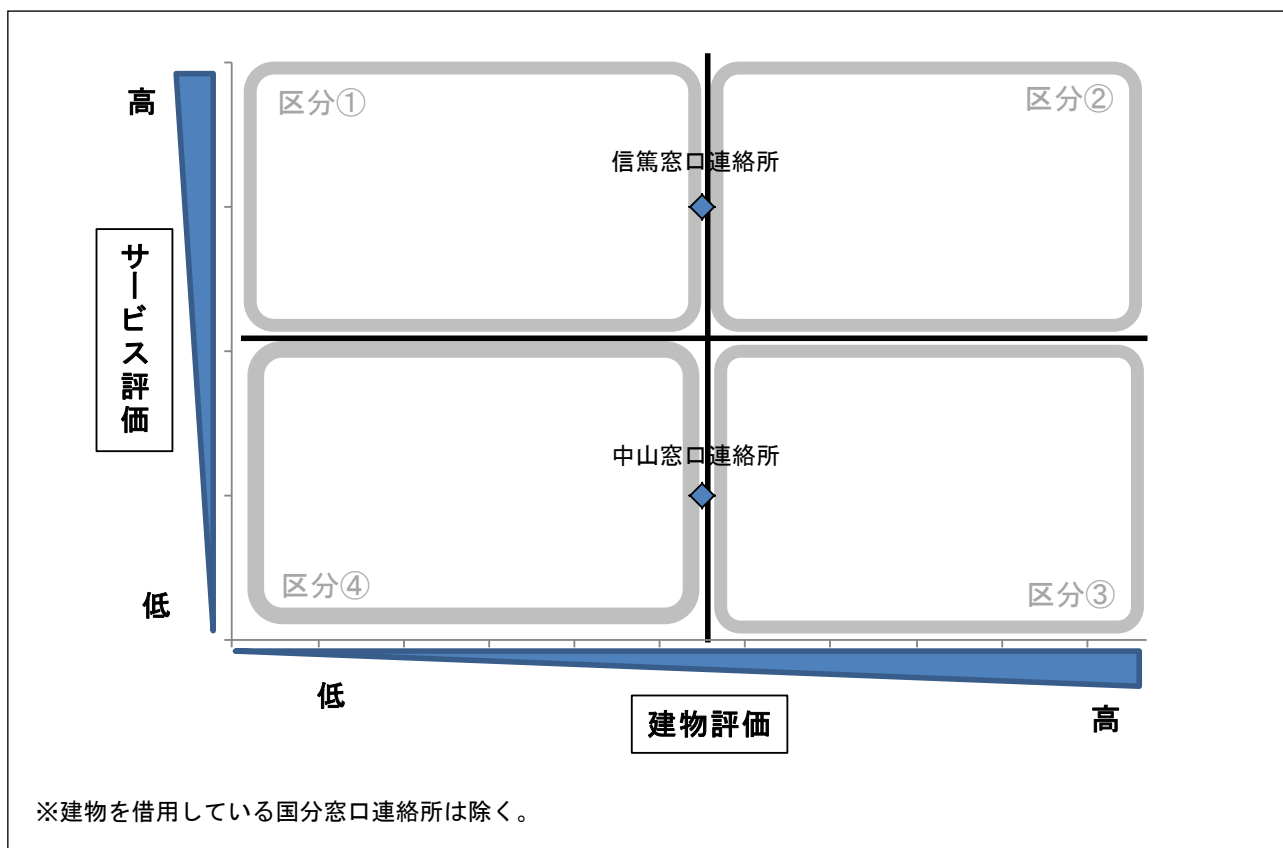 高
区分①
区分②
信篤窓口連絡所
サービス評価
中山窓口連絡所
区分④
区分③
低
低
建物評価
高
※建物を借用している国分窓口連絡所は除く。